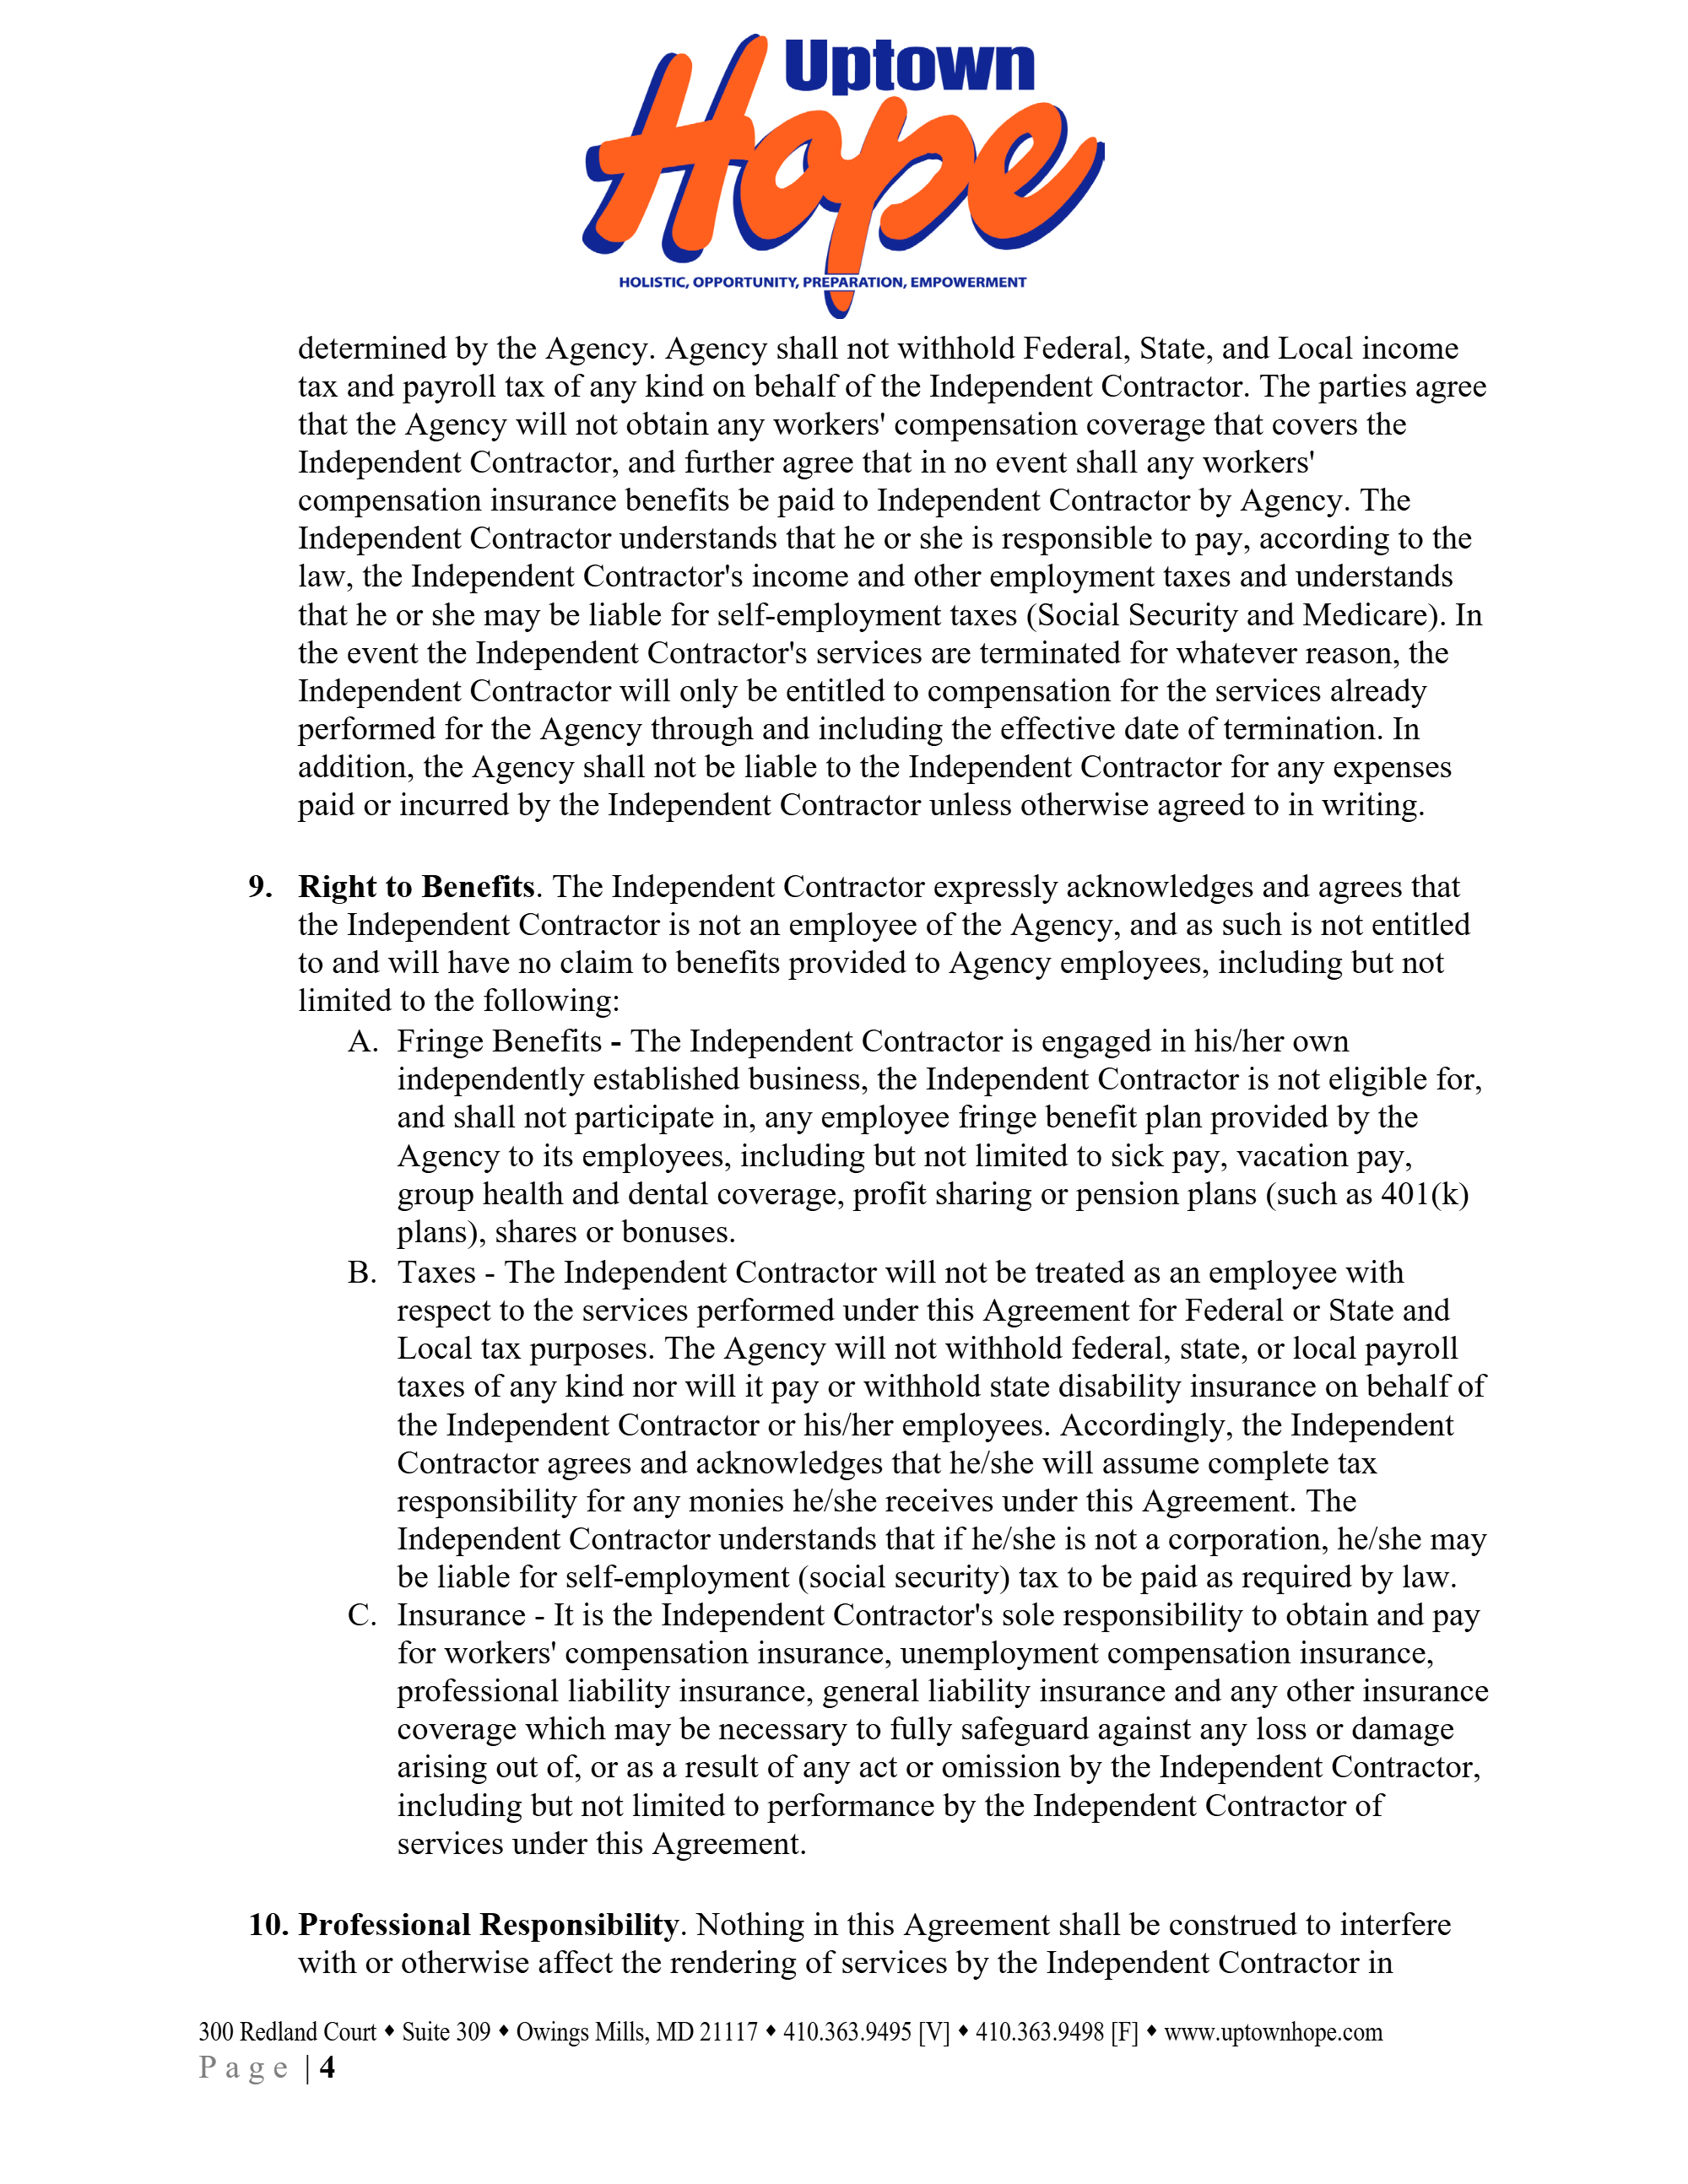 Uptown
Hope
HOLISTIC, OPPORTUNITY, PREPARATION, EMPOWERMENT
determined by the Agency. Agency shall not withhold Federal, State, and Local income
tax and payroll tax of any kind on behalf of the Independent Contractor. The parties agree
that the Agency will not obtain any workers' compensation coverage that covers the
Independent Contractor, and further agree that in no event shall any workers'
compensation insurance benefits be paid to Independent Contractor by Agency. The
Independent Contractor understands that he or she is responsible to pay, according to the
law, the Independent Contractor's income and other employment taxes and understands
that he or she may be liable for self-employment taxes (Social Security and Medicare). In
the event the Independent Contractor's services are terminated for whatever reason, the
Independent Contractor will only be entitled to compensation for the services already
performed for the Agency through and including the effective date of termination. In
addition, the Agency shall not be liable to the Independent Contractor for any expenses
paid or incurred by the Independent Contractor unless otherwise agreed to in writing.
9. Right to Benefits. The Independent Contractor expressly acknowledges and agrees that
the Independent Contractor is not an employee of the Agency, and as such is not entitled
to and will have no claim to benefits provided to Agency employees, including but not
limited to the following:
A. Fringe Benefits - The Independent Contractor is engaged in his/her own
independently established business, the Independent Contractor is not eligible for,
and shall not participate in, any employee fringe benefit plan provided by the
Agency to its employees, including but not limited to sick pay, vacation pay,
group health and dental coverage, profit sharing or pension plans (such as 401(k)
plans), shares or bonuses.
B. Taxes - The Independent Contractor will not be treated as an employee with
respect to the services performed under this Agreement for Federal or State and
Local tax purposes. The Agency will not withhold federal, state, or local payroll
taxes of any kind nor will it pay or withhold state disability insurance on behalf of
the Independent Contractor or his/her employees. Accordingly, the Independent
Contractor agrees and acknowledges that he/she will assume complete tax
responsibility for any monies he/she receives under this Agreement. The
Independent Contractor understands that if he/she is not a corporation, he/she may
be liable for self-employment (social security) tax to be paid as required by law.
C. Insurance - It is the Independent Contractor's sole responsibility to obtain and pay
for workers' compensation insurance, unemployment compensation insurance,
professional liability insurance, general liability insurance and any other insurance
coverage which may be necessary to fully safeguard against any loss or damage
arising out of, or as a result of any act or omission by the Independent Contractor,
including but not limited to performance by the Independent Contractor of
services under this Agreement.
10. Professional Responsibility. Nothing in this Agreement shall be construed to interfere
with or otherwise affect the rendering of services by the Independent Contractor in
300 Redland Court ♦ Suite 309 ♦ Owings Mills, MD 21117 ♦ 410.363.9495 [V] ♦ 410.363.9498 [F] ♦ www.uptownhope.com
Page | 4